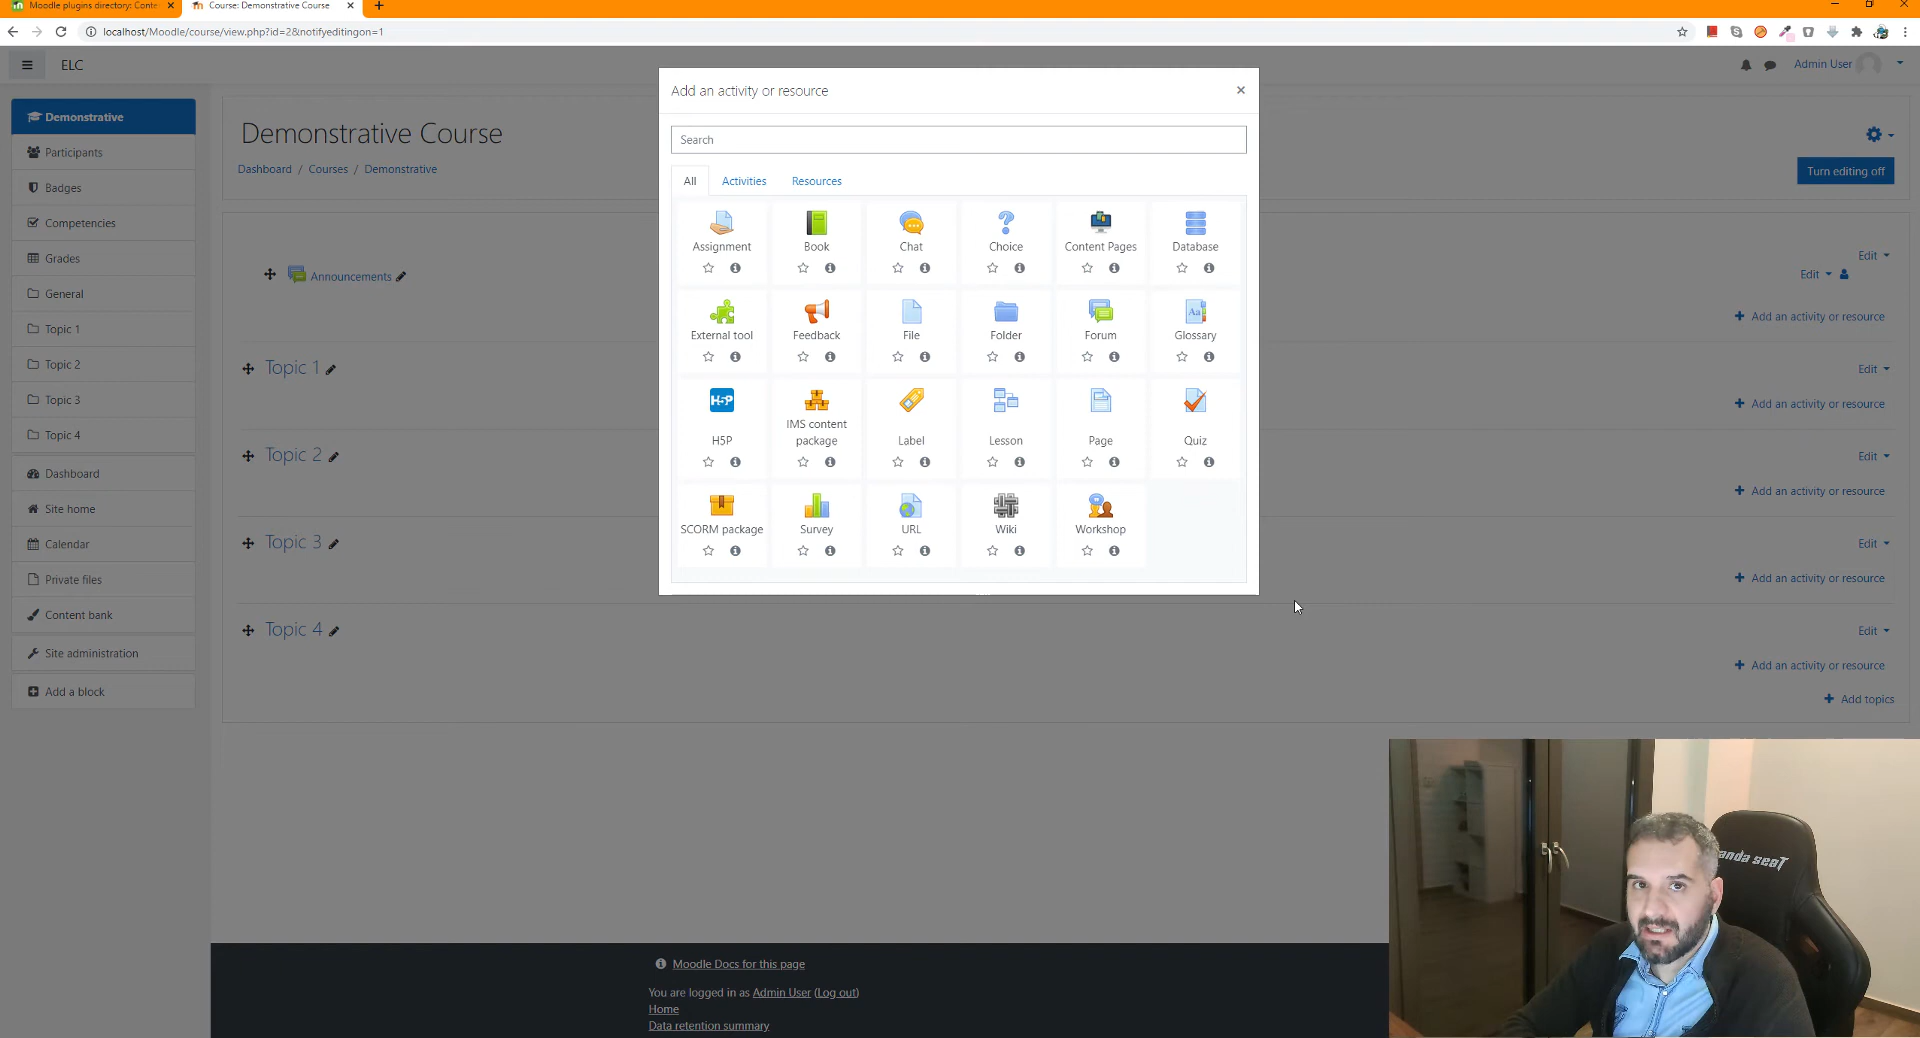 Moodle plugins directory: Conte
Course: Demonstrative Course
localhost/Moodle/course/view.php?id=2&notifyeditingon=1
ELC
Admin User
Demonstrative
Participants
Badges
Competencies
Grades
General
Topic 1
Topic 2
Topic 3
Topic 4
Dashboard
Site home
Calendar
Private files
Content bank
Site administration
Add a block
Demonstrative Course
Dashboard / Courses / Demonstrative
Turn editing off
Announcements
Edit
Edit
Add an activity or resource
Topic 1
Edit
Add an activity or resource
Topic 2
Edit
Add an activity or resource
Topic 3
Edit
Add an activity or resource
Topic 4
Edit
Add an activity or resource
Add topics
Add an activity or resource
Search
All Activities Resources
Assignment Book Chat Choice Content Pages Database
External tool Feedback File Folder Forum Glossary
H5P
H5P IMS content package Label Lesson Page Quiz
SCORM package Survey URL Wiki Workshop
Moodle Docs for this page
You are logged in as Admin User (Log out)
Home
Data retention summary
anda seat